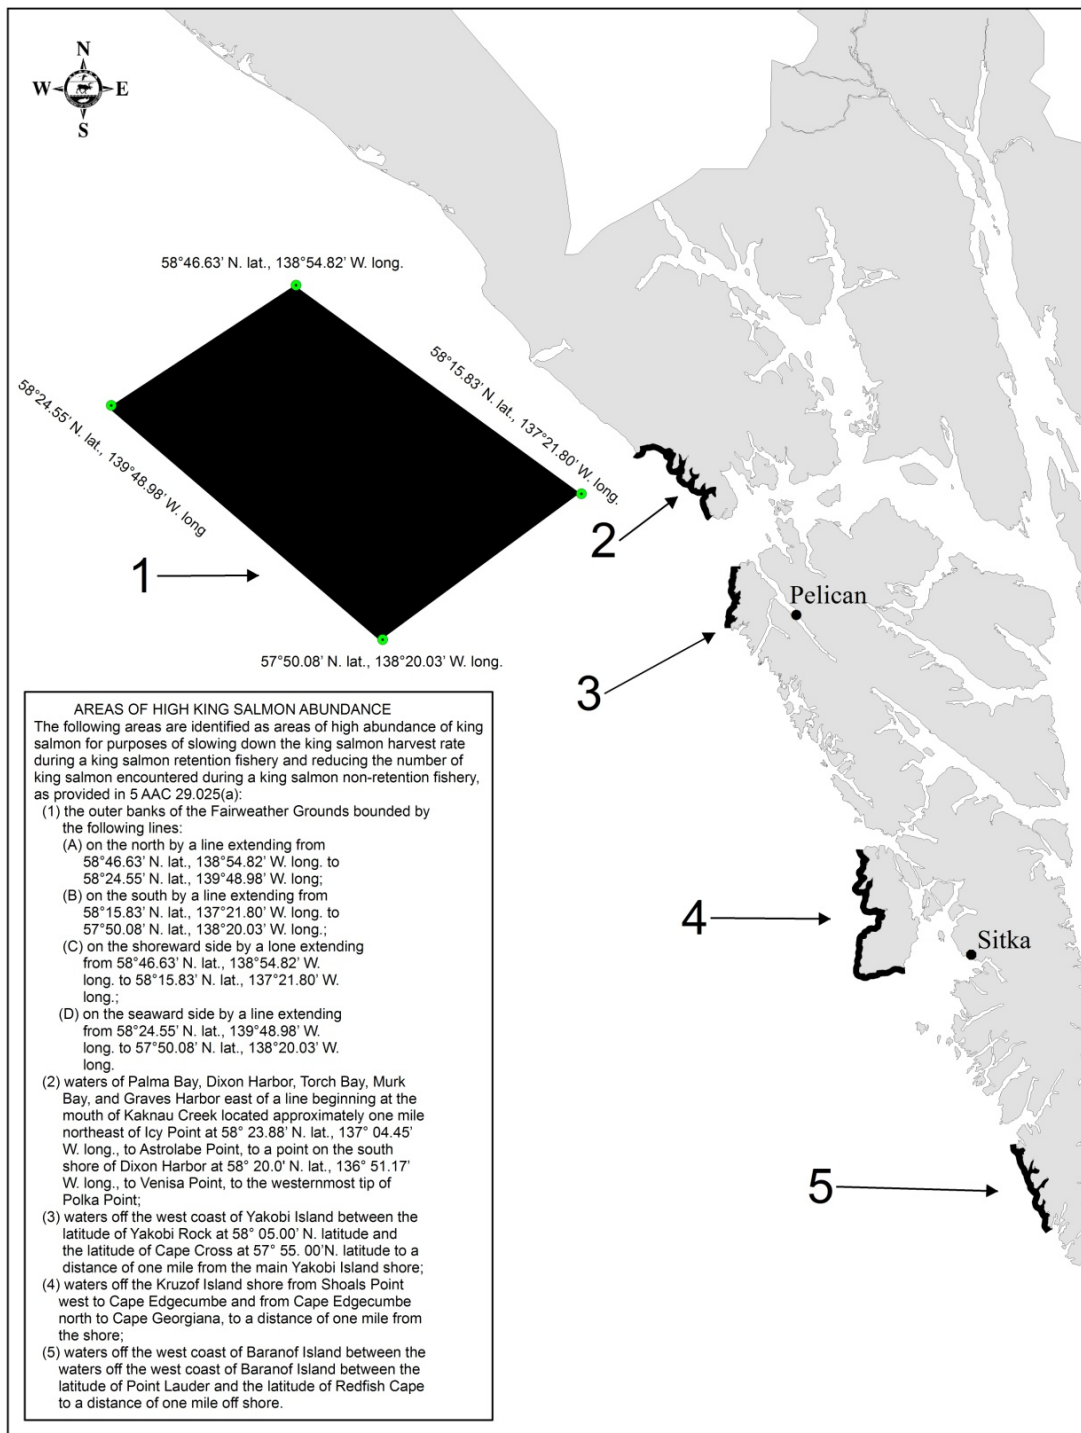 N
W E
S
58°46.63' N. lat., 138°54.82' W. long.
58°15.83' N. lat., 137°21.80' W. long.
58°24.55' N. lat., 139°48.98' W. long
57°50.08' N. lat., 138°20.03' W. long.
1
2
3
Pelican
4
Sitka
5
AREAS OF HIGH KING SALMON ABUNDANCE
The following areas are identified as areas of high abundance of king
salmon for purposes of slowing down the king salmon harvest rate
during a king salmon retention fishery and reducing the number of
king salmon encountered during a king salmon non-retention fishery,
as provided in 5 AAC 29.025(a):
(1) the outer banks of the Fairweather Grounds bounded by
the following lines:
(A) on the north by a line extending from
58°46.63' N. lat., 138°54.82' W. long. to
58°24.55' N. lat., 139°48.98' W. long;
(B) on the south by a line extending from
58°15.83' N. lat., 137°21.80' W. long. to
57°50.08' N. lat., 138°20.03' W. long.;
(C) on the shoreward side by a lone extending
from 58°46.63' N. lat., 138°54.82' W.
long. to 58°15.83' N. lat., 137°21.80' W.
long.;
(D) on the seaward side by a line extending
from 58°24.55' N. lat., 139°48.98' W.
long. to 57°50.08' N. lat., 138°20.03' W.
long.
(2) waters of Palma Bay, Dixon Harbor, Torch Bay, Murk
Bay, and Graves Harbor east of a line beginning at the
mouth of Kaknau Creek located approximately one mile
northeast of Icy Point at 58° 23.88' N. lat., 137° 04.45'
W. long., to Astrolabe Point, to a point on the south
shore of Dixon Harbor at 58° 20.0' N. lat., 136° 51.17'
W. long., to Venisa Point, to the westernmost tip of
Polka Point;
(3) waters off the west coast of Yakobi Island between the
latitude of Yakobi Rock at 58° 05.00' N. latitude and
the latitude of Cape Cross at 57° 55. 00'N. latitude to a
distance of one mile from the main Yakobi Island shore;
(4) waters off the Kruzof Island shore from Shoals Point
west to Cape Edgecumbe and from Cape Edgecumbe
north to Cape Georgiana, to a distance of one mile from
the shore;
(5) waters off the west coast of Baranof Island between the
waters off the west coast of Baranof Island between the
latitude of Point Lauder and the latitude of Redfish Cape
to a distance of one mile off shore.